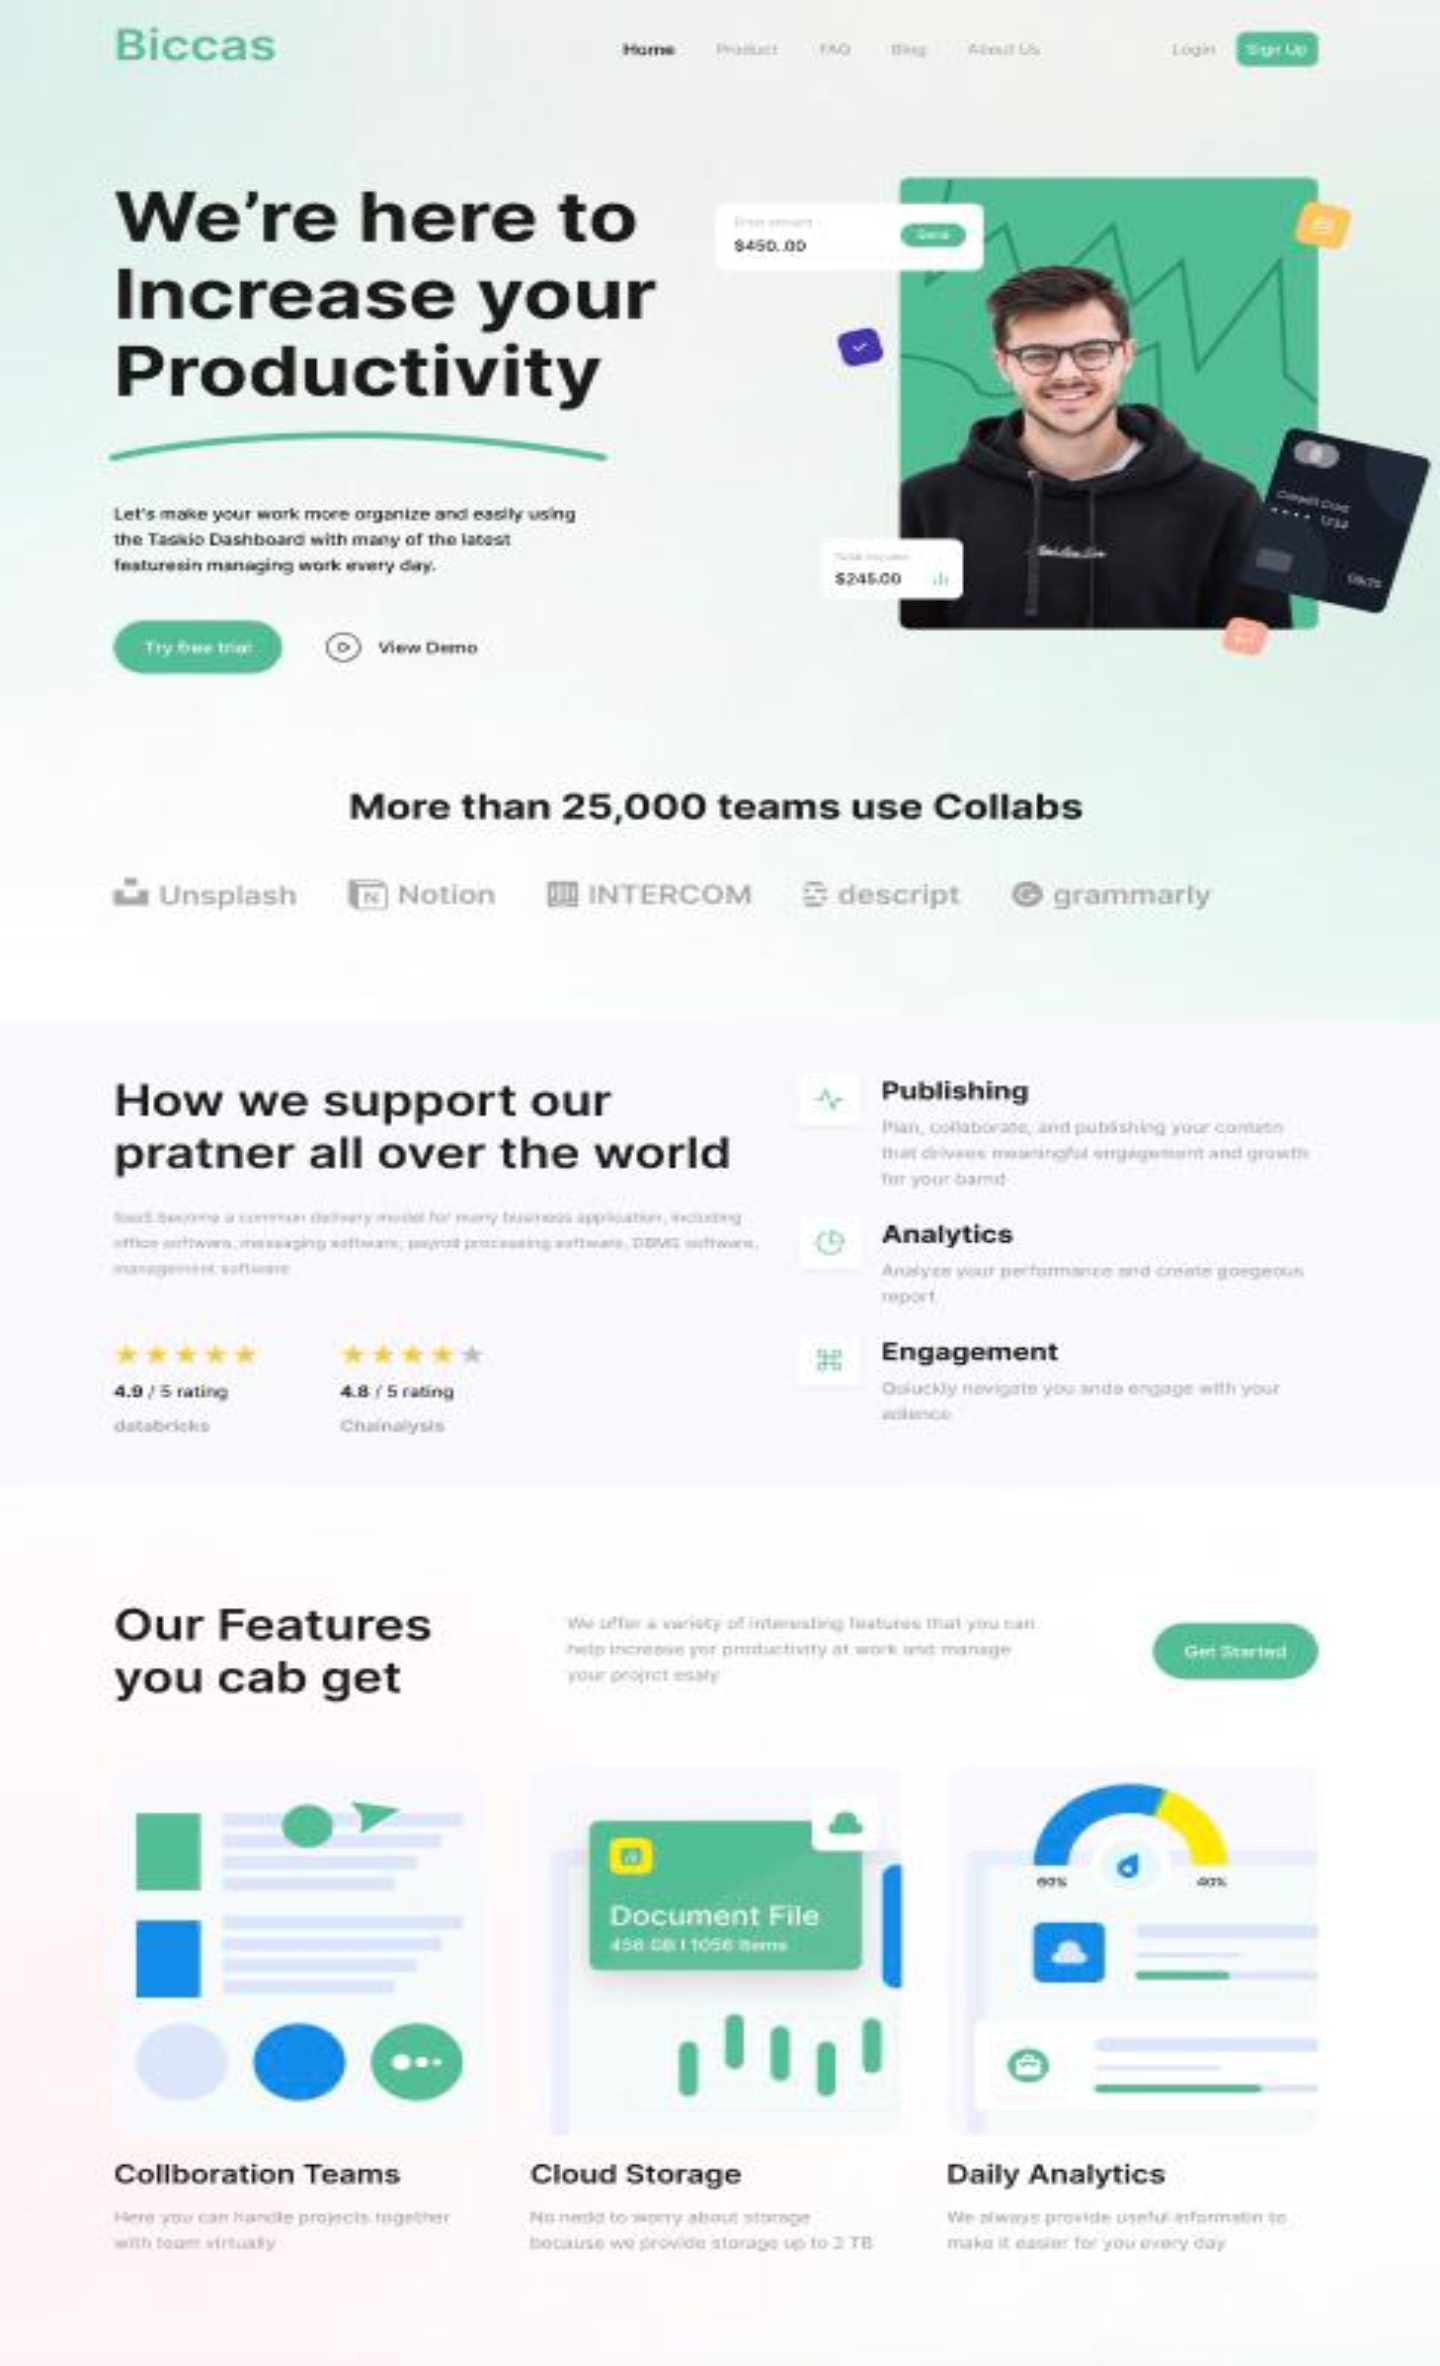 Biccas
Home Product FAQ Blog About Us Login Sign Up
We're here to
Increase your
Productivity
Let's make your work more organize and easily using
the Taskio Dashboard with many of the latest
featuresin managing work every day.
Try free trial View Demo
Enter amount
$450..00
Send
Total Income
$245.00
Credit Card
1234
More than 25,000 teams use Collabs
Unsplash Notion INTERCOM descript grammarly
How we support our
pratner all over the world
SaaS become a common delivery model for many business application, including
office software, messaging software, payroll processing software, DBMS software,
management software
4.9 / 5 rating
databricks
4.8 / 5 rating
Chainalysis
Publishing
Plan, collaborate, and publishing your contetn
that drivees meaningful engagement and growth
for your barnd
Analytics
Analyze your performance and create goegeous
report
Engagement
Quiuckly navigate you anda engage with your
adience
Our Features
you cab get
We offer a variety of interesting features that you can
help increase yor productivity at work and manage
your projrct esaly
Get Started
Document File
456 GB I 1056 Items
60% 40%
Collboration Teams
Here you can handle projects together
with team virtually
Cloud Storage
No nedd to worry about storage
because we provide storage up to 2 TB
Daily Analytics
We always provide useful informatin to
make it easier for you every day